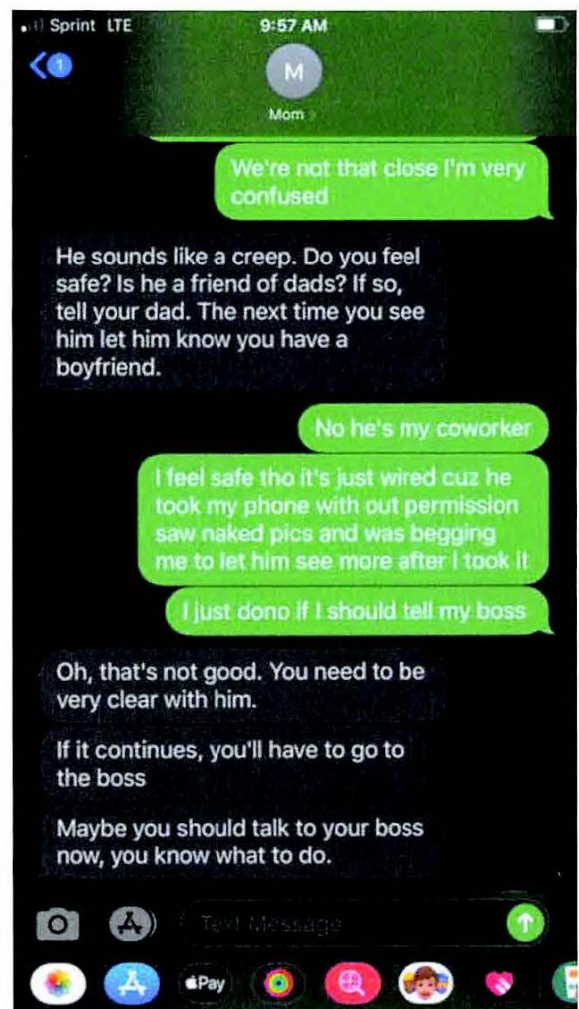 Sprint LTE
9:57 AM
1
M
Mom
We're not that close I'm very
confused
He sounds like a creep. Do you feel
safe? Is he a friend of dads? If so,
tell your dad. The next time you see
him let him know you have a
boyfriend.
No he's my coworker
I feel safe tho it's just wired cuz he
took my phone with out permission
saw naked pics and was begging
me to let him see more after I took it
I just dono if I should tell my boss
Oh, that's not good. You need to be
very clear with him.
If it continues, you'll have to go to
the boss
Maybe you should talk to your boss
now, you know what to do.
Text Message
Pay